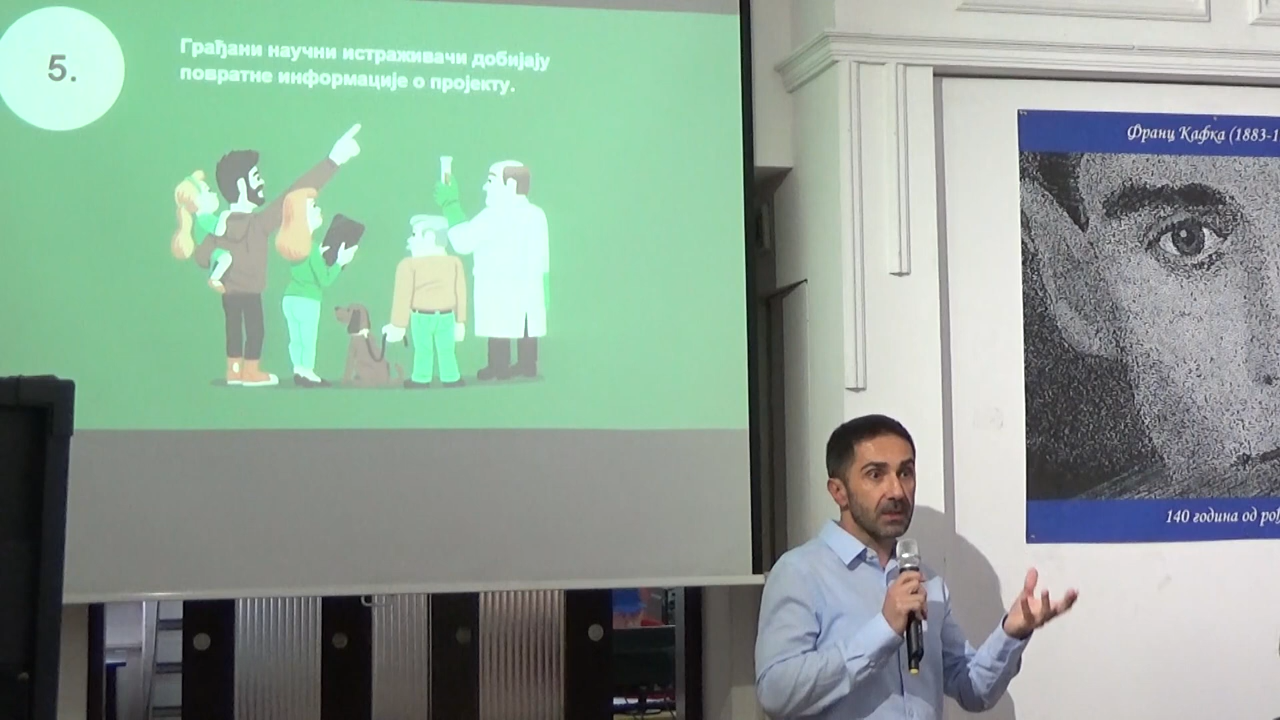 5.
Грађани научни истраживачи добијају
повратне информације о пројекту.
Франц Кафка (1883-1
140 година од рођ